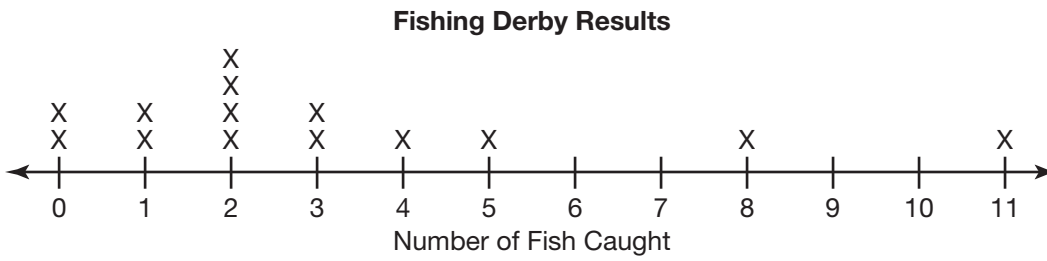 Fishing Derby Results
X
X
X X X X
X X X X X X X X
0 1 2 3 4 5 6 7 8 9 10 11
Number of Fish Caught